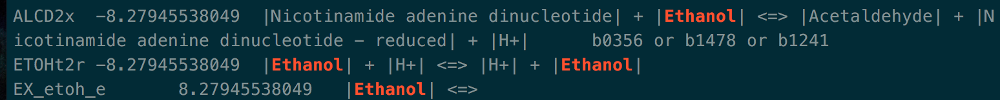 ALCD2x  -8.27945538049  |Nicotinamide adenine dinucleotide| + |Ethanol| <=> |Acetaldehyde| + |N
icotinamide adenine dinucleotide - reduced| + |H+|      b0356 or b1478 or b1241
ETOHt2r -8.27945538049  |Ethanol| + |H+| <=> |H+| + |Ethanol|
EX_etoh_e       8.27945538049   |Ethanol| <=>